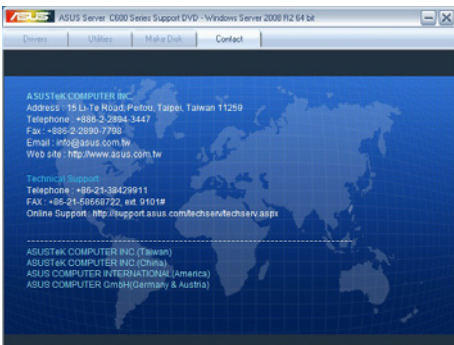 ASUS Server C600 Series Support DVD - Windows Server 2008 R2 64 bit
Drivers
Utilities
Make Disk
Contact
ASUSTeK COMPUTER INC.
Address : 15 Li-Te Road, Peitou, Taipei, Taiwan 11259
Telephone : +886-2-2894-3447
Fax : +886-2-2890-7798
Email : info@asus.com.tw
Web site : http://www.asus.com.tw
Technical Support
Telephone : +86-21-38429911
FAX : +86-21-58668722, ext. 9101#
Online Support : http://support.asus.com/techserv/techserv.aspx
ASUSTeK COMPUTER INC.(Taiwan)
ASUSTeK COMPUTER INC.(China)
ASUS COMPUTER INTERNATIONAL(America)
ASUS COMPUTER GmbH(Germany & Austria)